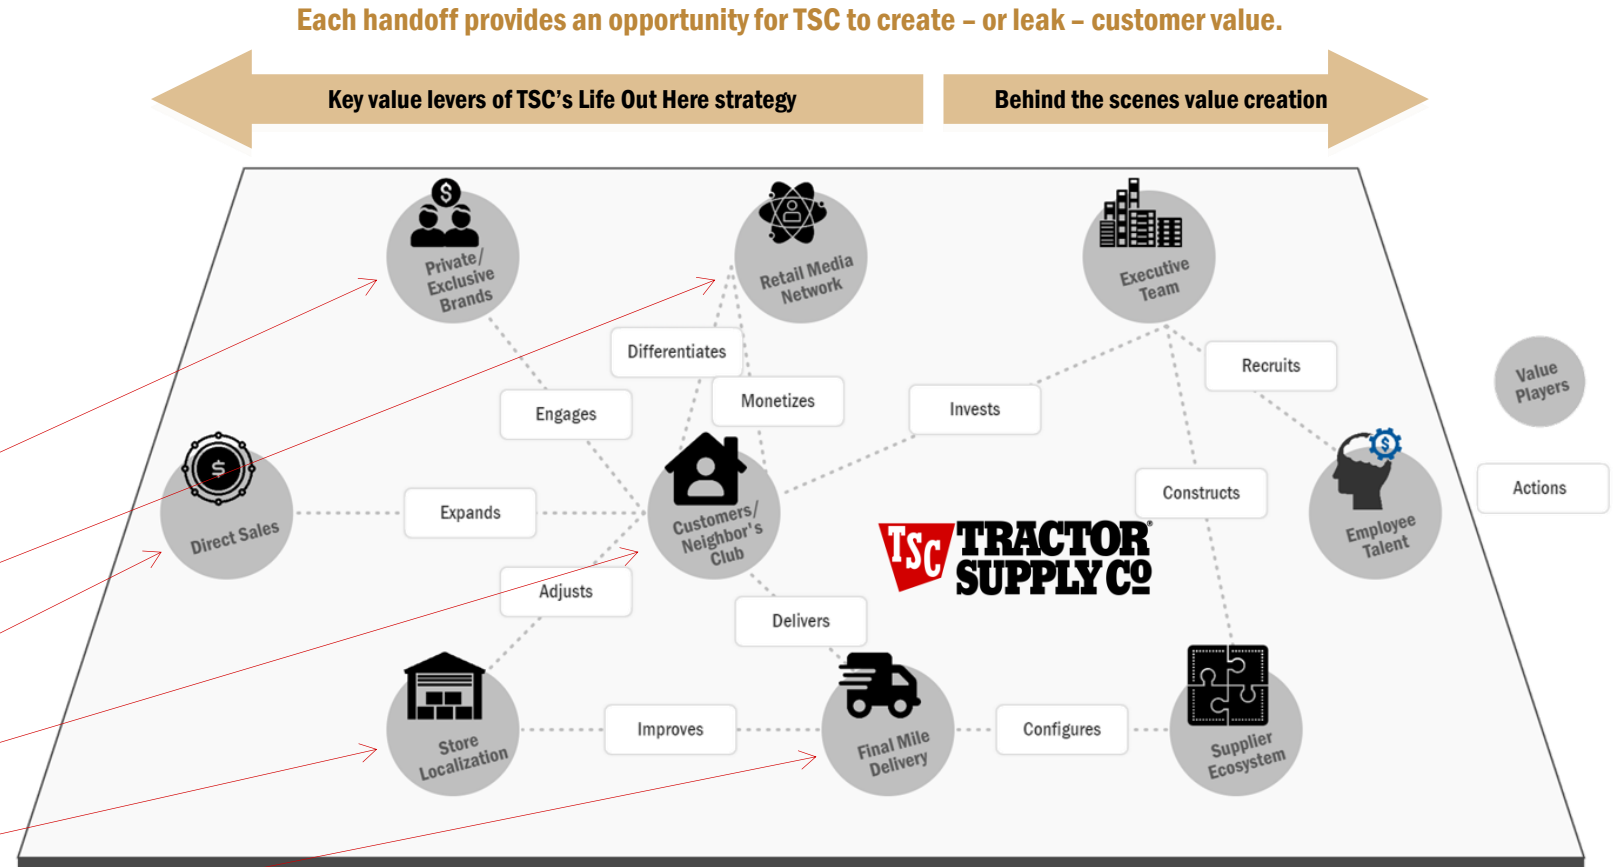 Each handoff provides an opportunity for TSC to create – or leak – customer value.
Key value levers of TSC’s Life Out Here strategy
Behind the scenes value creation
$
Private/
Exclusive
Brands
Retail Media
Network
Executive
Team
Differentiates
Recruits
Value
Players
Engages
Monetizes
Invests
$
Direct Sales
Expands
Customers/
Neighbor's
Club
Constructs
$
Employee
Talent
Actions
TSC TRACTOR
SUPPLY CO
Adjusts
Delivers
Store
Localization
Improves
Final Mile
Delivery
Configures
Supplier
Ecosystem